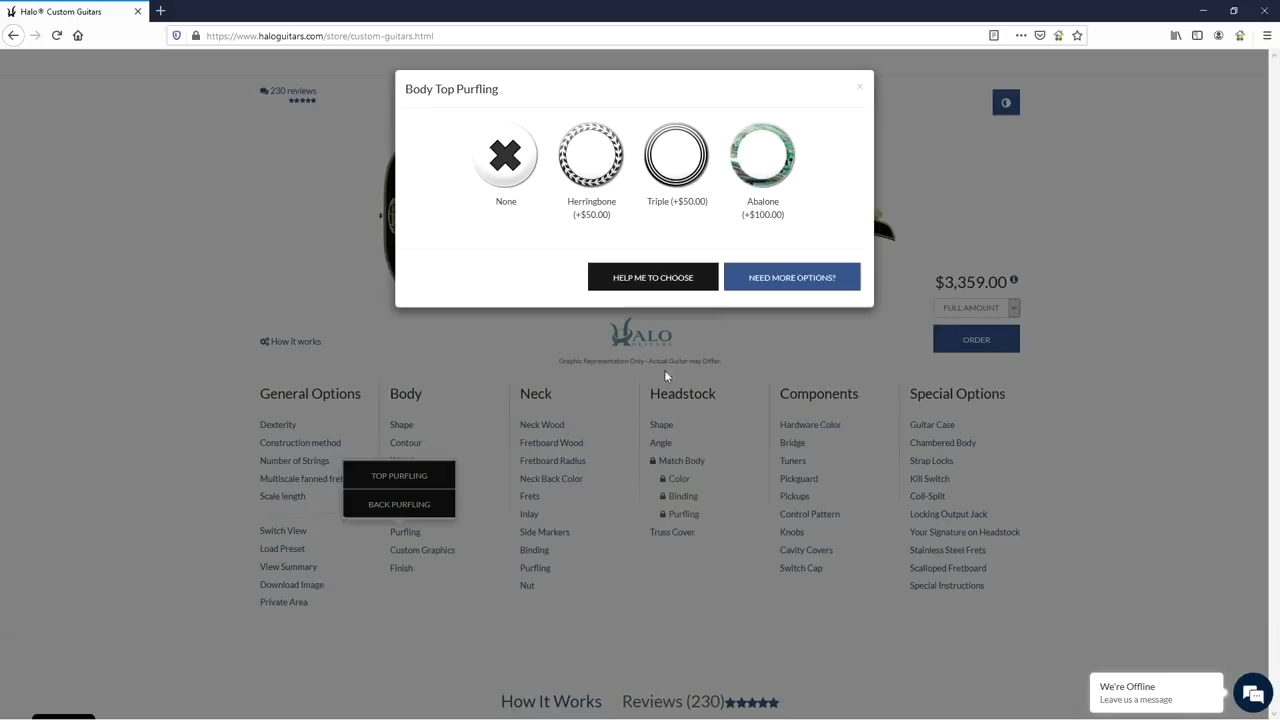 Halo® Custom Guitars
https://www.haloguitars.com/store/custom-guitars.html
230 reviews
Body Top Purfling
×
None
Herringbone
(+$50.00)
Triple (+$50.00)
Abalone
(+$100.00)
HELP ME TO CHOOSE
NEED MORE OPTIONS?
$3,359.00
FULL AMOUNT
ORDER
How it works
HALO
GUITARS
Graphic Representation Only - Actual Guitar may Differ.
General Options
Dexterity
Construction method
Number of Strings
Multiscale fanned fret
Scale length
Switch View
Load Preset
View Summary
Download Image
Private Area
Body
Shape
Contour
TOP PURFLING
BACK PURFLING
Purfling
Custom Graphics
Finish
Neck
Neck Wood
Fretboard Wood
Fretboard Radius
Neck Back Color
Frets
Inlay
Side Markers
Binding
Purfling
Nut
Headstock
Shape
Angle
Match Body
Color
Binding
Purfling
Truss Cover
Components
Hardware Color
Bridge
Tuners
Pickguard
Pickups
Control Pattern
Knobs
Cavity Covers
Switch Cap
Special Options
Guitar Case
Chambered Body
Strap Locks
Kill Switch
Coil-Split
Locking Output Jack
Your Signature on Headstock
Stainless Steel Frets
Scalloped Fretboard
Special Instructions
How It Works
Reviews (230)
We're Offline
Leave us a message